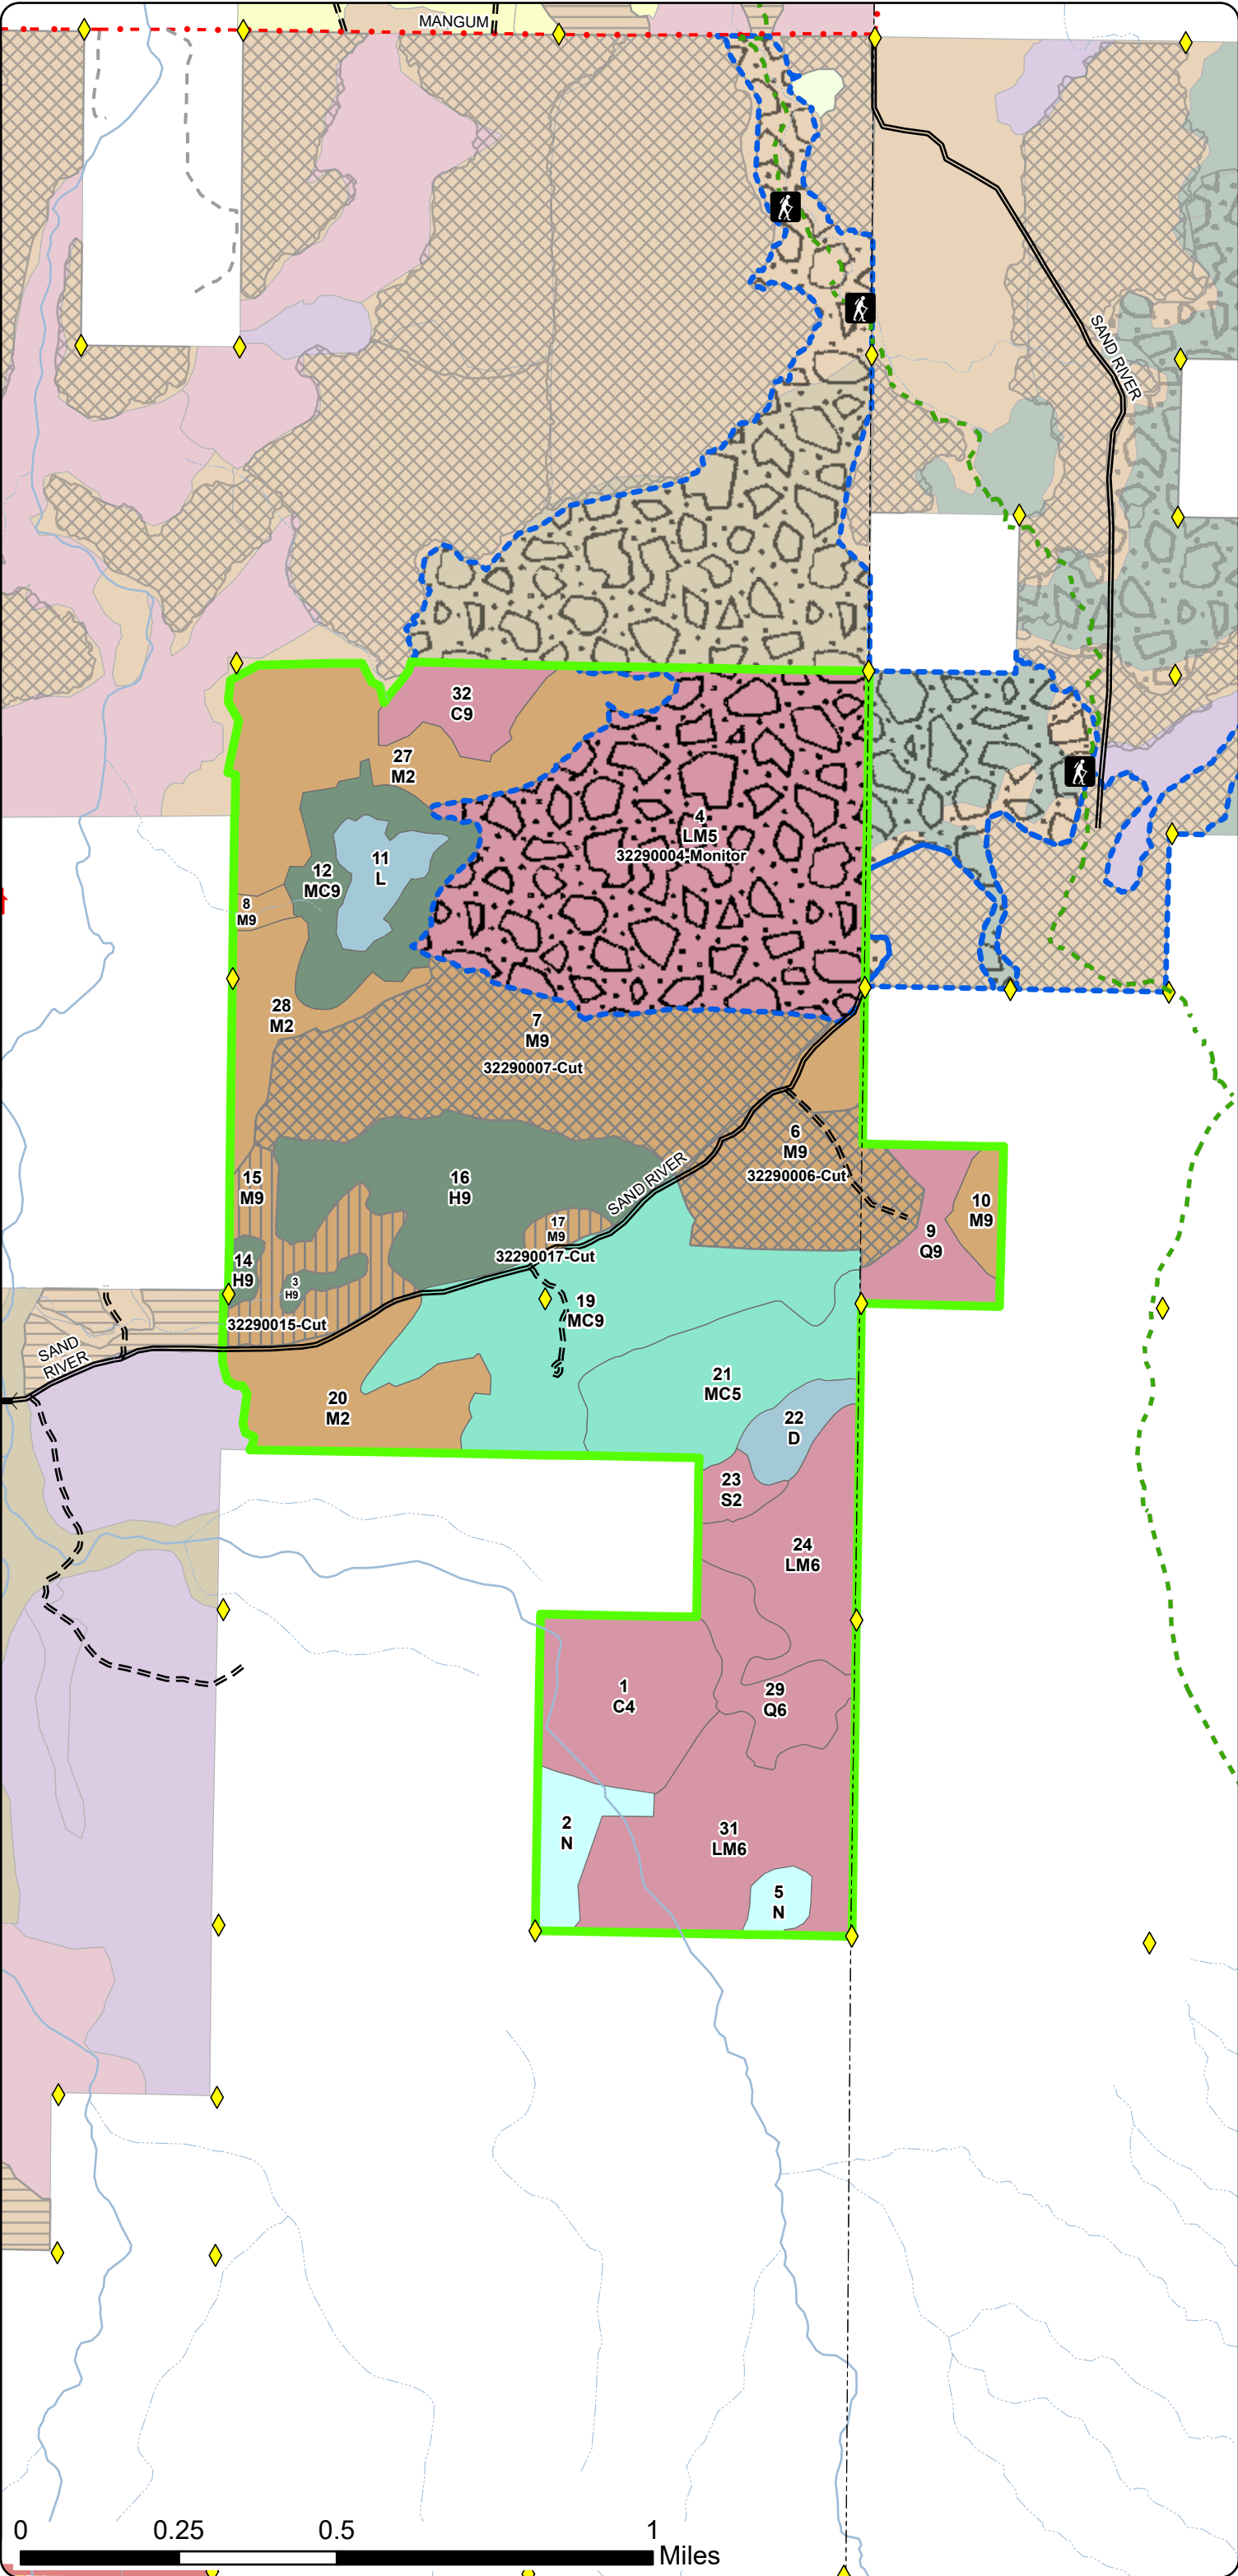 MANGUM
SAND RIVER
32
C9
27
M2
4
LM5
32290004-Monitor
11
L
12
MC9
8
M9
28
M2
7
M9
32290007-Cut
6
M9
32290006-Cut
15
M9
16
H9
SAND RIVER
10
M9
17
M9
9
Q9
32290017-Cut
14
H9
3
H9
19
MC9
32290015-Cut
SAND
RIVER
21
MC5
20
M2
22
D
23
S2
24
LM6
1
C4
29
Q6
2
N
31
LM6
5
N
0 0.25 0.5 1
Miles